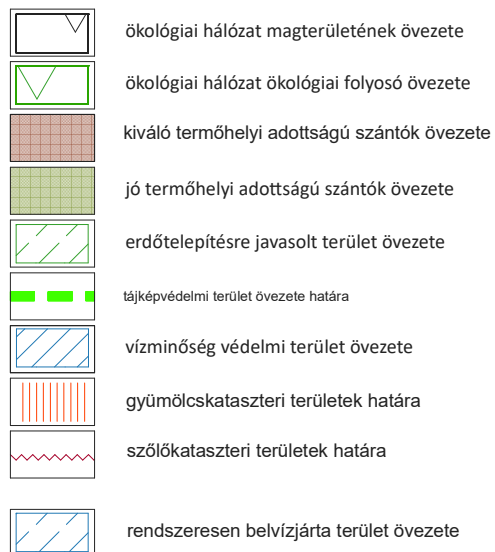 ökológiai hálózat magterületének övezete
ökológiai hálózat ökológiai folyosó övezete
kiváló termőhelyi adottságú szántók övezete
jó termőhelyi adottságú szántók övezete
erdőtelepítésre javasolt terület övezete
tájképvédelmi terület övezete határa
vízminőség védelmi terület övezete
gyümölcskataszteri területek határa
szőlőkataszteri területek határa
rendszeresen belvízjárta terület övezete